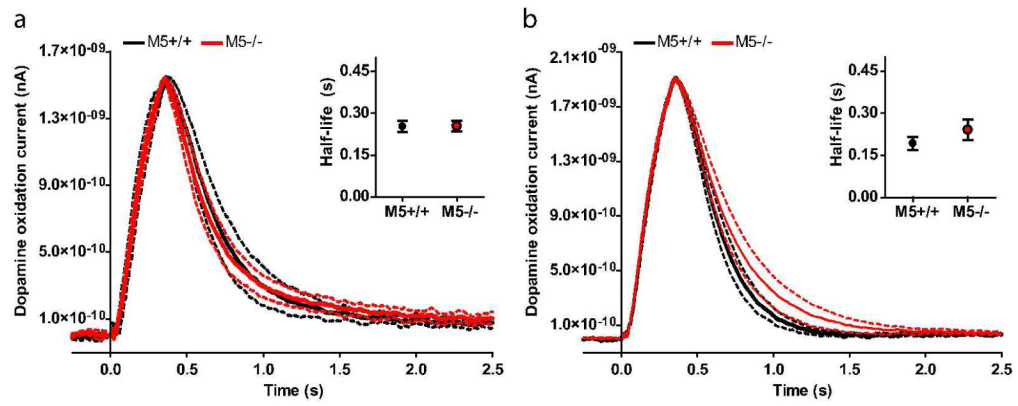 a
M5+/+ M5-/-
Dopamine oxidation current (nA)
1.7×10-09
1.3×10-09
9.0×10-10
5.0×10-10
1.0×10-10
0.0 0.5 1.0 1.5 2.0 2.5
Time (s)
Half-life (s)
0.45
0.30
0.15
0.00
M5+/+ M5-/-
b
M5+/+ M5-/-
Dopamine oxidation current (nA)
2.1×10-09
1.7×10-09
1.3×10-09
9.0×10-10
5.0×10-10
1.0×10-10
0.0 0.5 1.0 1.5 2.0 2.5
Time (s)
Half-life (s)
0.45
0.30
0.15
0.00
M5+/+ M5-/-